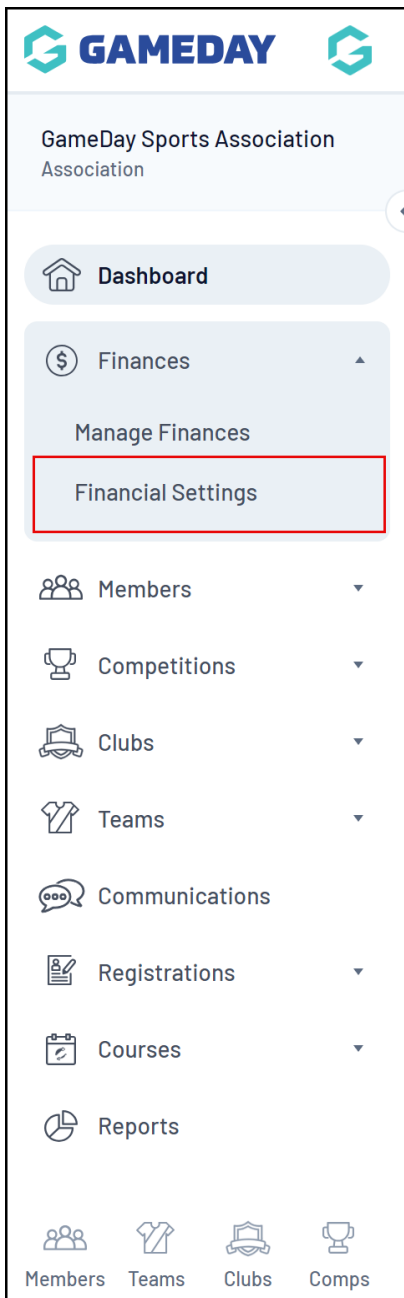 GAMEDAY
GameDay Sports Association
Association
Dashboard
$ Finances
Manage Finances
Financial Settings
Members
Competitions
Clubs
Teams
Communications
Registrations
Courses
Reports
Members Teams Clubs Comps